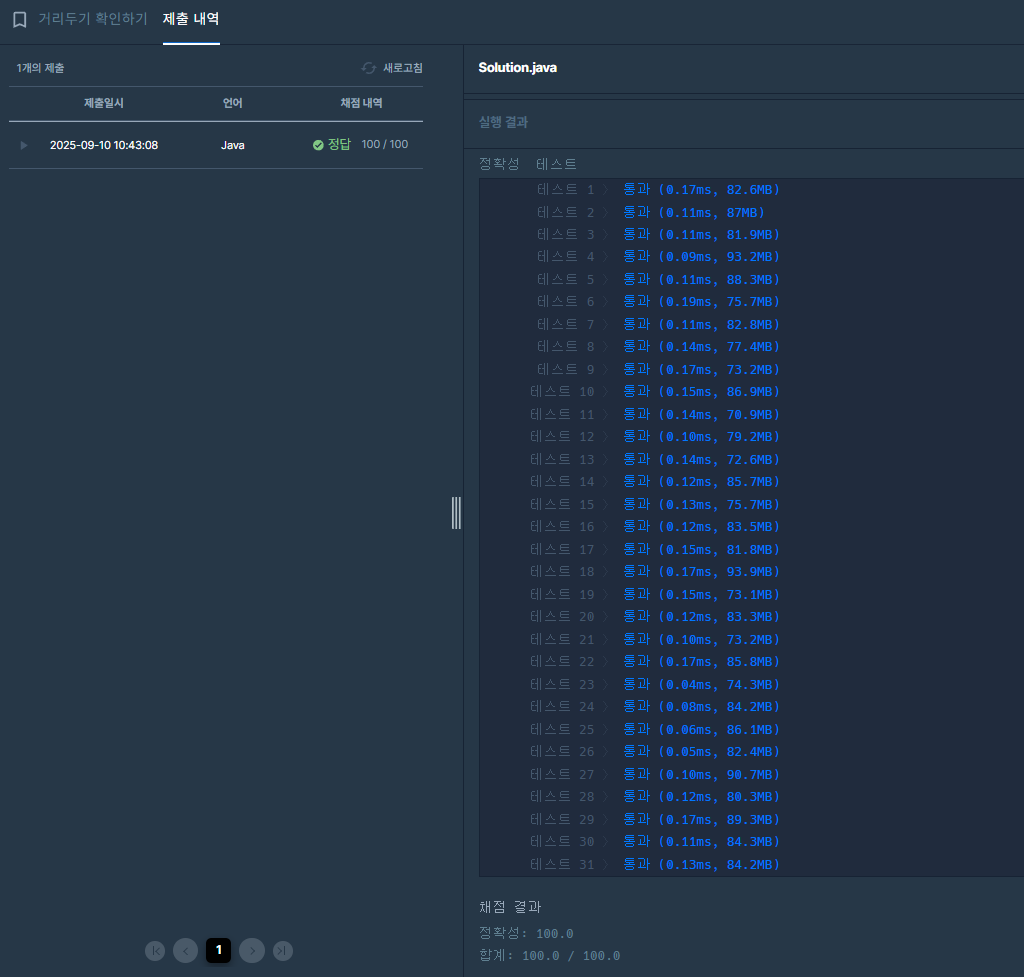 거리두기 확인하기 제출 내역
1개의 제출 새로고침
제출일시 언어 채점 내역
2025-09-10 10:43:08 Java 정답 100 / 100
1
Solution.java
실행 결과
정확성 테스트
테스트 1 〉 통과 (0.17ms, 82.6MB)
테스트 2 〉 통과 (0.11ms, 87MB)
테스트 3 〉 통과 (0.11ms, 81.9MB)
테스트 4 〉 통과 (0.09ms, 93.2MB)
테스트 5 〉 통과 (0.11ms, 88.3MB)
테스트 6 〉 통과 (0.19ms, 75.7MB)
테스트 7 〉 통과 (0.11ms, 82.8MB)
테스트 8 〉 통과 (0.14ms, 77.4MB)
테스트 9 〉 통과 (0.17ms, 73.2MB)
테스트 10 〉 통과 (0.15ms, 86.9MB)
테스트 11 〉 통과 (0.14ms, 70.9MB)
테스트 12 〉 통과 (0.10ms, 79.2MB)
테스트 13 〉 통과 (0.14ms, 72.6MB)
테스트 14 〉 통과 (0.12ms, 85.7MB)
테스트 15 〉 통과 (0.13ms, 75.7MB)
테스트 16 〉 통과 (0.12ms, 83.5MB)
테스트 17 〉 통과 (0.15ms, 81.8MB)
테스트 18 〉 통과 (0.17ms, 93.9MB)
테스트 19 〉 통과 (0.15ms, 73.1MB)
테스트 20 〉 통과 (0.12ms, 83.3MB)
테스트 21 〉 통과 (0.10ms, 73.2MB)
테스트 22 〉 통과 (0.17ms, 85.8MB)
테스트 23 〉 통과 (0.04ms, 74.3MB)
테스트 24 〉 통과 (0.08ms, 84.2MB)
테스트 25 〉 통과 (0.06ms, 86.1MB)
테스트 26 〉 통과 (0.05ms, 82.4MB)
테스트 27 〉 통과 (0.10ms, 90.7MB)
테스트 28 〉 통과 (0.12ms, 80.3MB)
테스트 29 〉 통과 (0.17ms, 89.3MB)
테스트 30 〉 통과 (0.11ms, 84.3MB)
테스트 31 〉 통과 (0.13ms, 84.2MB)
채점 결과
정확성: 100.0
합계: 100.0 / 100.0